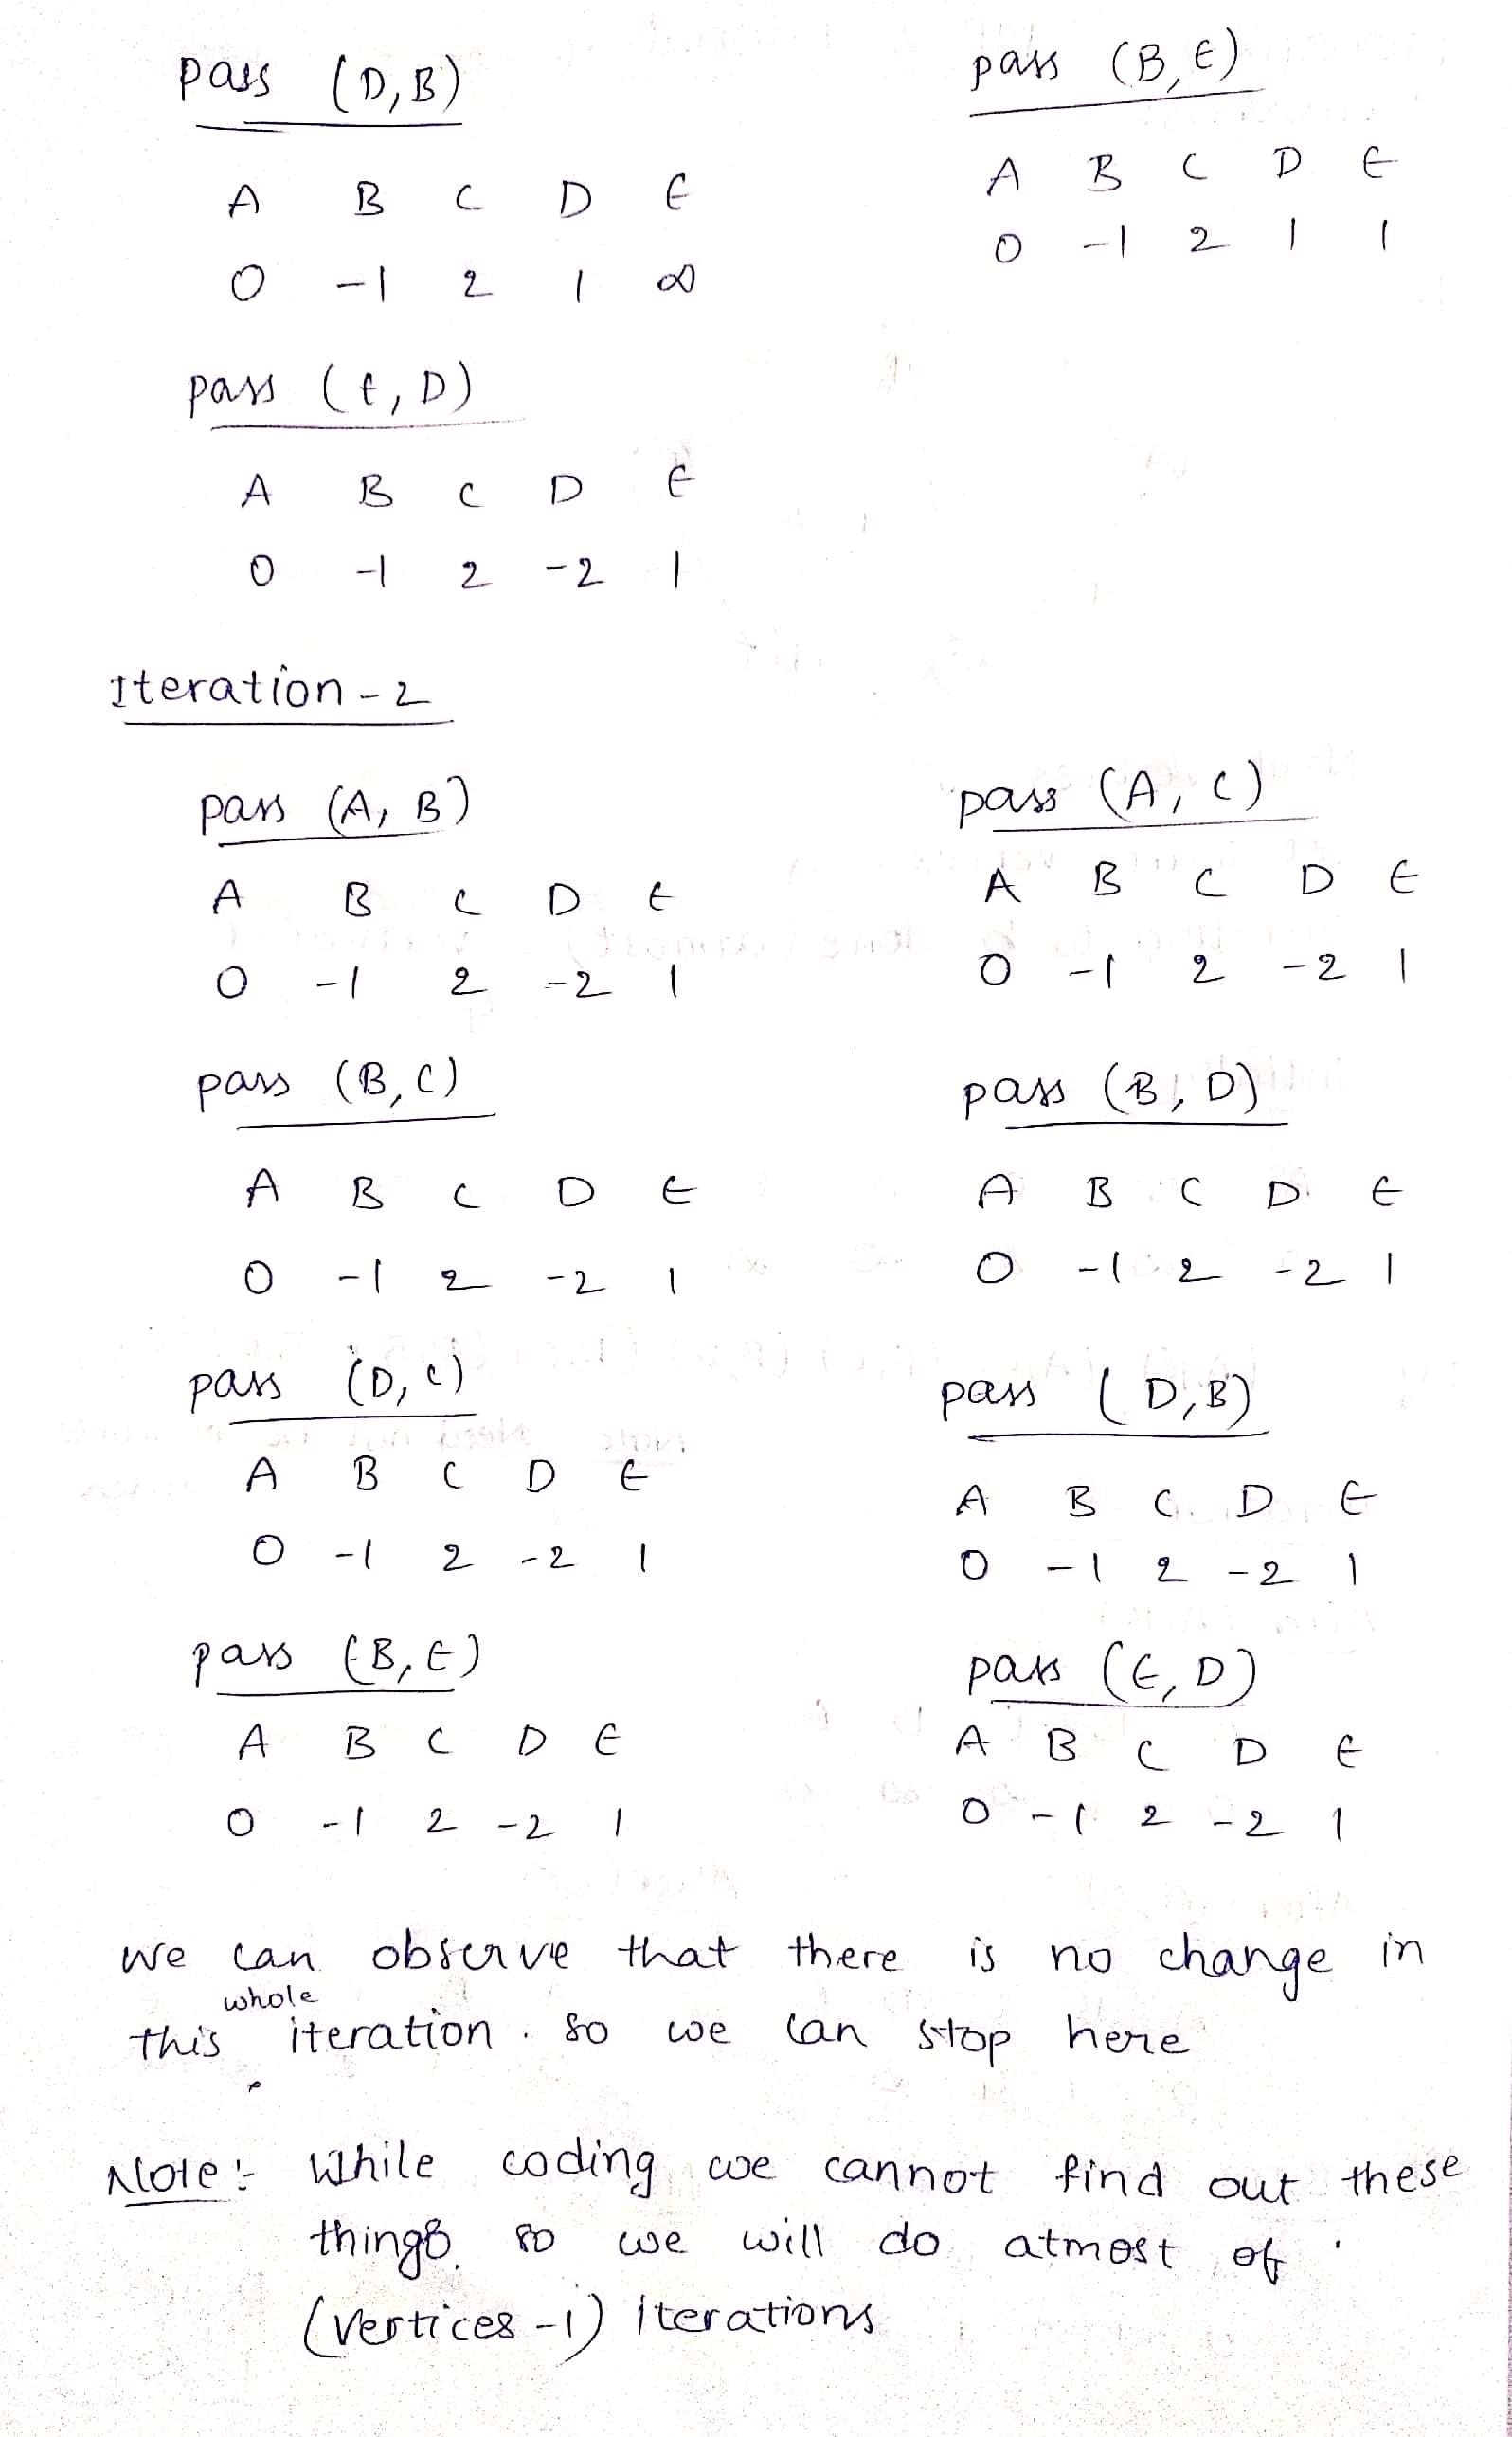 pass (D,B)
A B C D E
0 -1 2 1 ∞
pass (B,E)
A B C D E
0 -1 2 1 1
pass (E,D)
A B C D E
0 -1 2 -2 1
Iteration-2
pass (A, B)
A B C D E
0 -1 2 -2 1
pass (A, C)
A B C D E
0 -1 2 -2 1
pass (B,C)
A B C D E
0 -1 2 -2 1
pass (B, D)
A B C D E
0 -1 2 -2 1
pass (D,C)
A B C D E
0 -1 2 -2 1
pass (D,B)
A B C D E
0 -1 2 -2 1
pass (B,E)
A B C D E
0 -1 2 -2 1
pass (E,D)
A B C D E
0 -1 2 -2 1
we can observe that there is no change in
this whole iteration. so we can stop here
Note:- While coding we cannot find out these
things. so we will do atmost of
(vertices-1) iterations